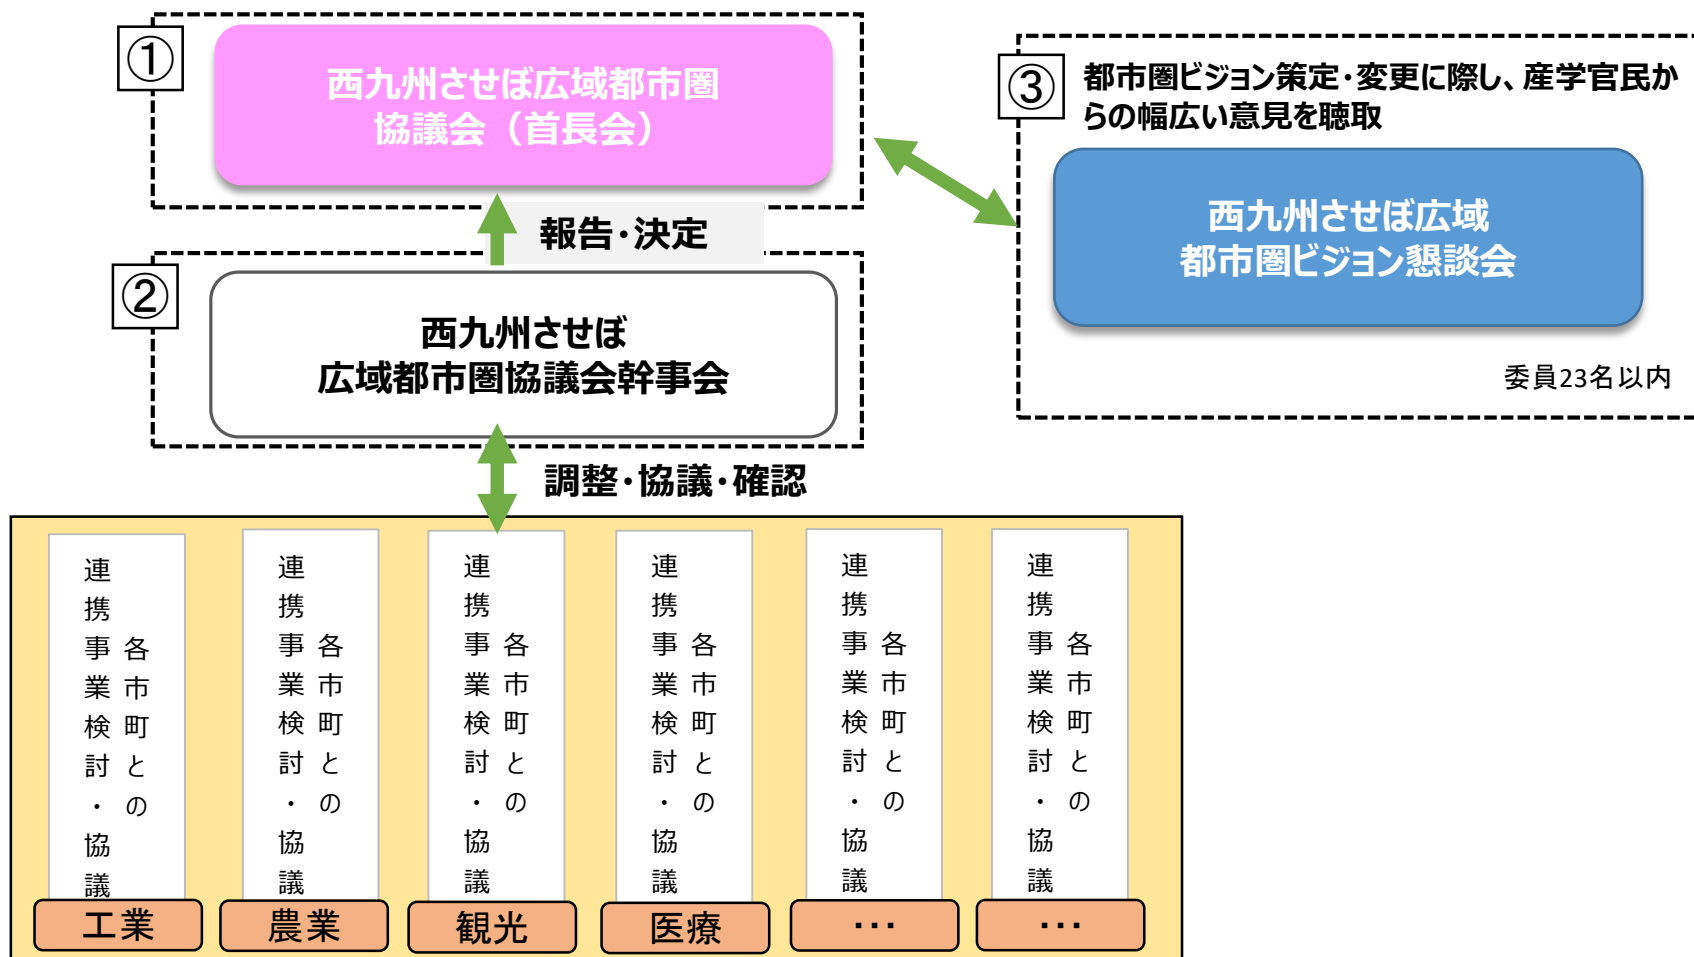 ①
西九州させぼ広域都市圏
協議会（首長会）
③
都市圏ビジョン策定・変更に際し、産学官民か
らの幅広い意見を聴取
西九州させぼ広域
都市圏ビジョン懇談会
委員23名以内
報告・決定
②
西九州させぼ
広域都市圏協議会幹事会
調整・協議・確認
各市町との
連携事業検討・協議
工業
各市町との
連携事業検討・協議
農業
各市町との
連携事業検討・協議
観光
各市町との
連携事業検討・協議
医療
各市町との
連携事業検討・協議
・・・
各市町との
連携事業検討・協議
・・・